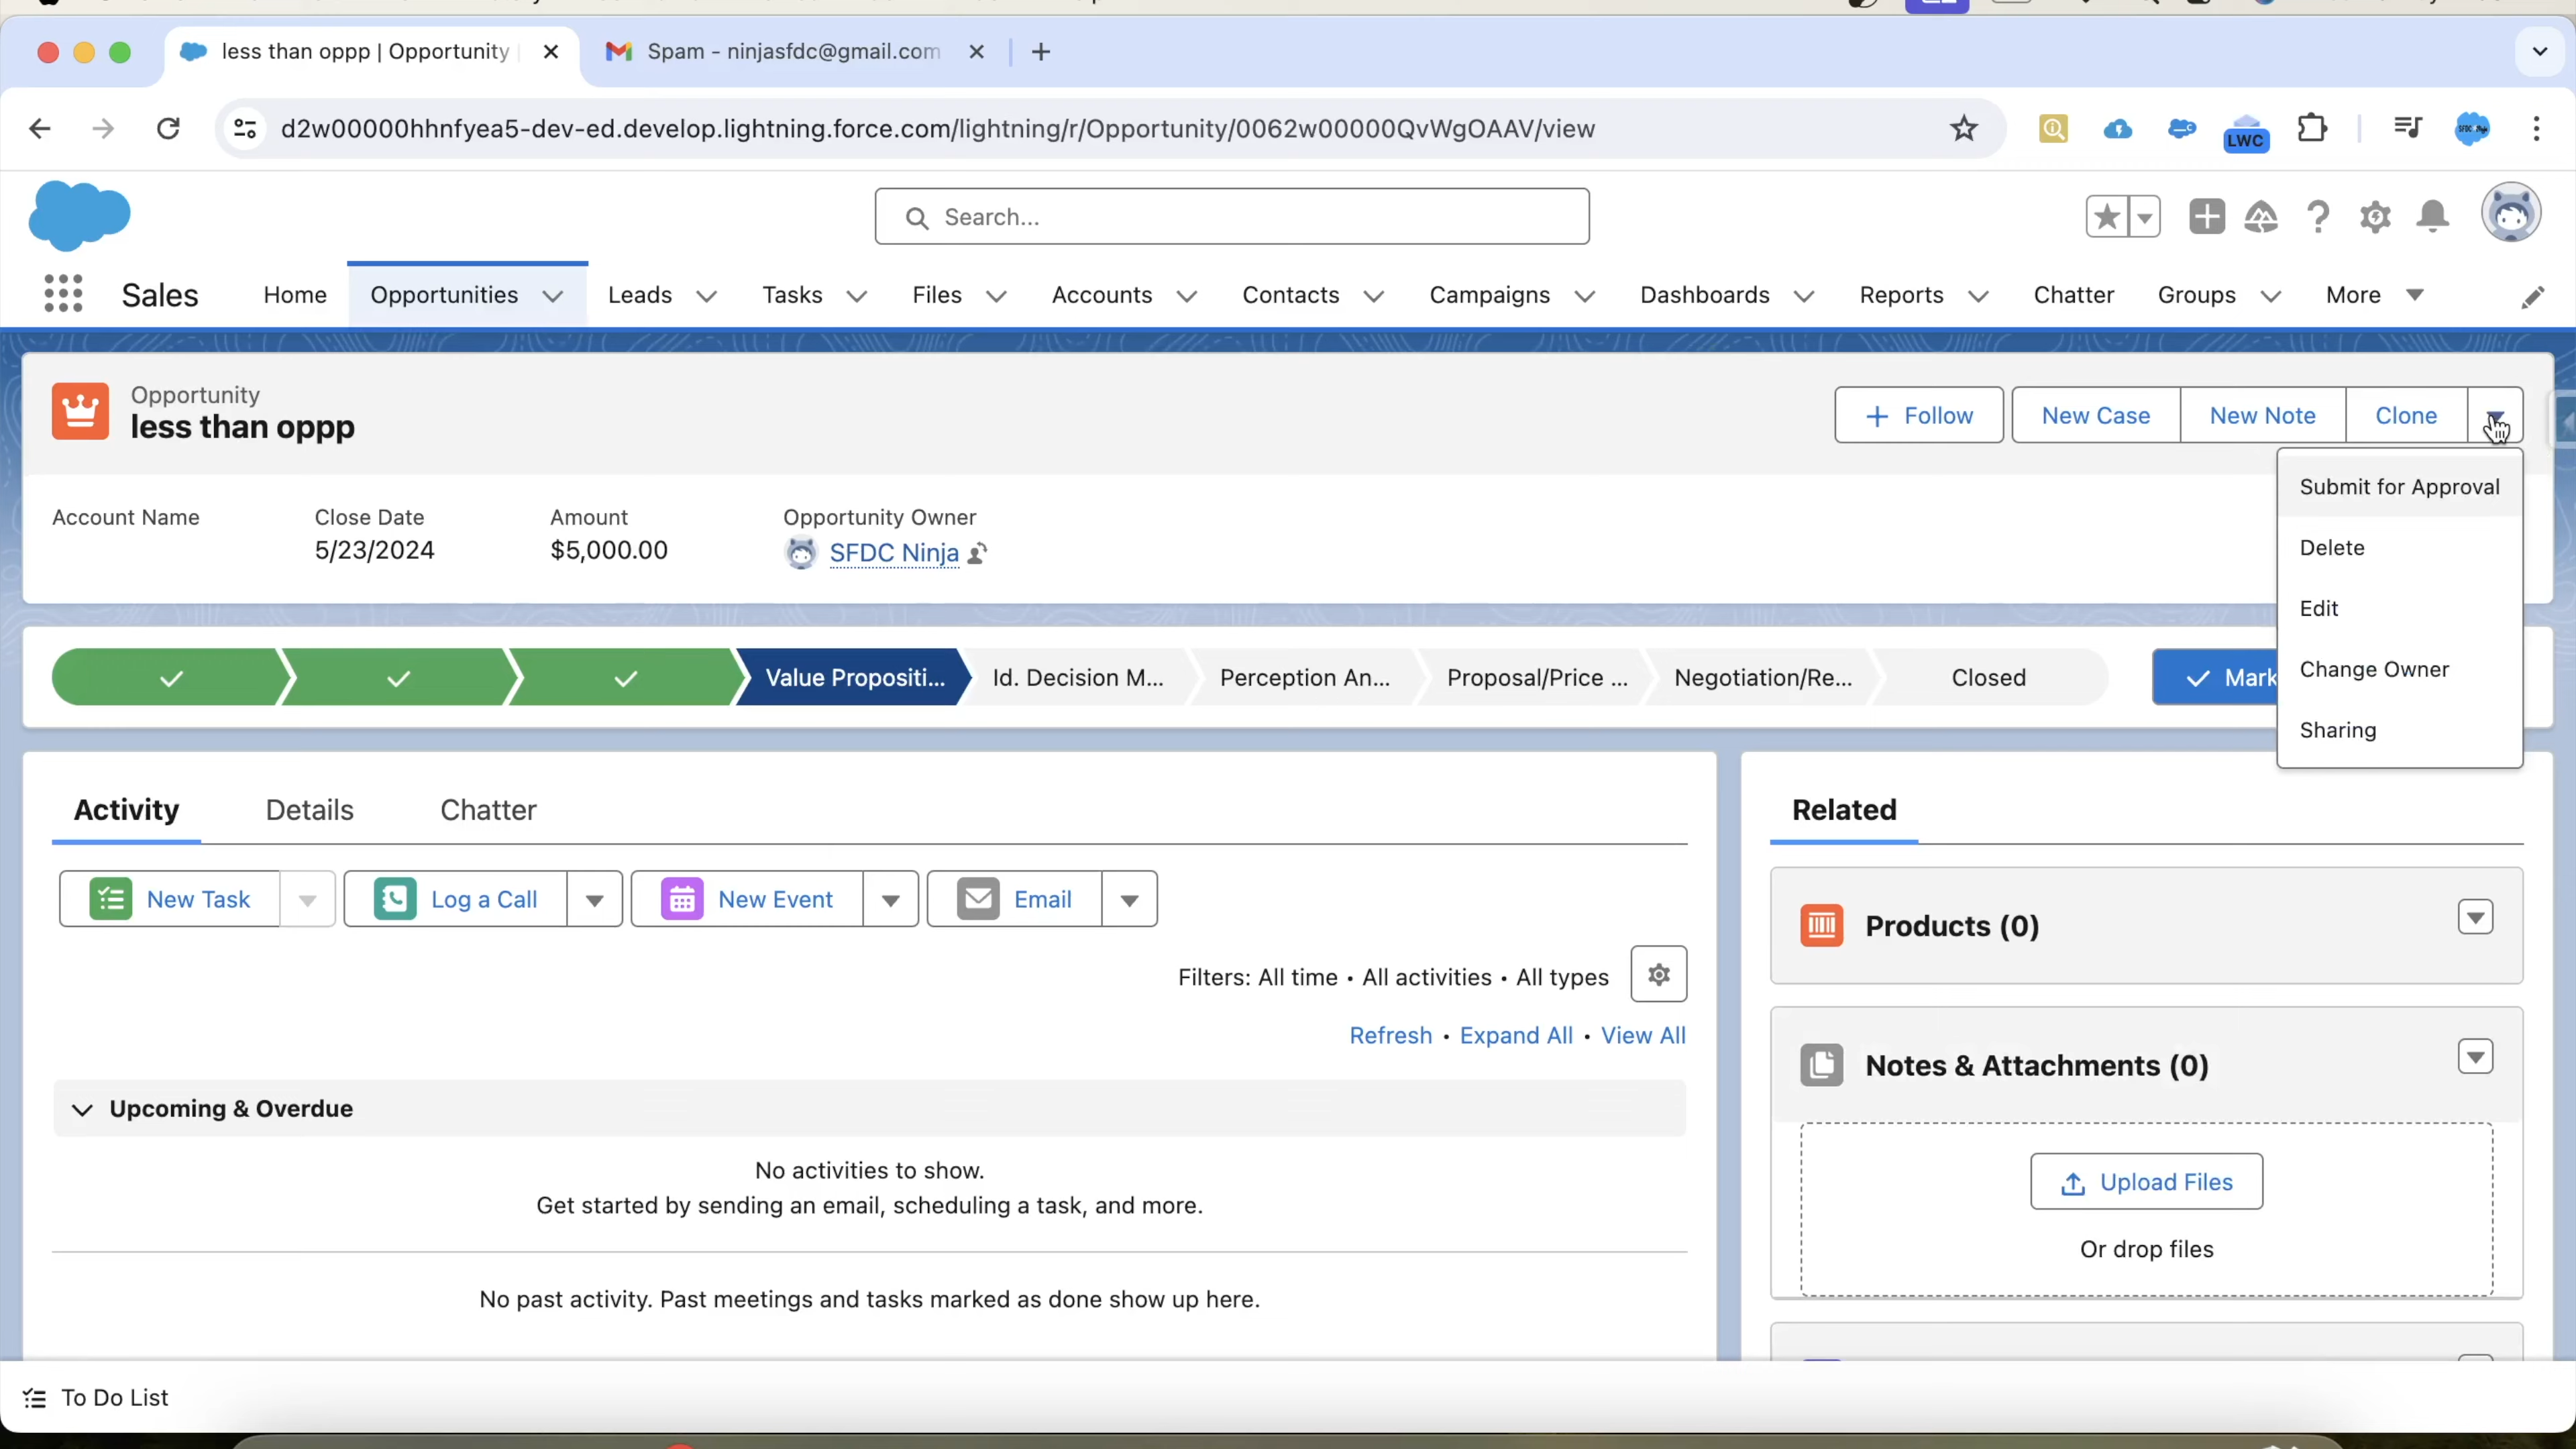 less than oppp | Opportunity
Spam - ninjasfdc@gmail.com
d2w00000hhnfyea5-dev-ed.develop.lightning.force.com/lightning/r/Opportunity/0062w00000QvWgOAAV/view
LWC
Search...
Sales Home Opportunities Leads Tasks Files Accounts Contacts Campaigns Dashboards Reports Chatter Groups More
Opportunity
less than oppp
Follow New Case New Note Clone
Submit for Approval
Delete
Edit
Change Owner
Sharing
Account Name Close Date Amount Opportunity Owner
5/23/2024 $5,000.00 SFDC Ninja
Value Propositi... Id. Decision M... Perception An... Proposal/Price ... Negotiation/Re... Closed Mark
Activity Details Chatter
New Task Log a Call New Event Email
Filters: All time • All activities • All types
Refresh • Expand All • View All
Upcoming & Overdue
No activities to show.
Get started by sending an email, scheduling a task, and more.
No past activity. Past meetings and tasks marked as done show up here.
Related
Products (0)
Notes & Attachments (0)
Upload Files
Or drop files
To Do List